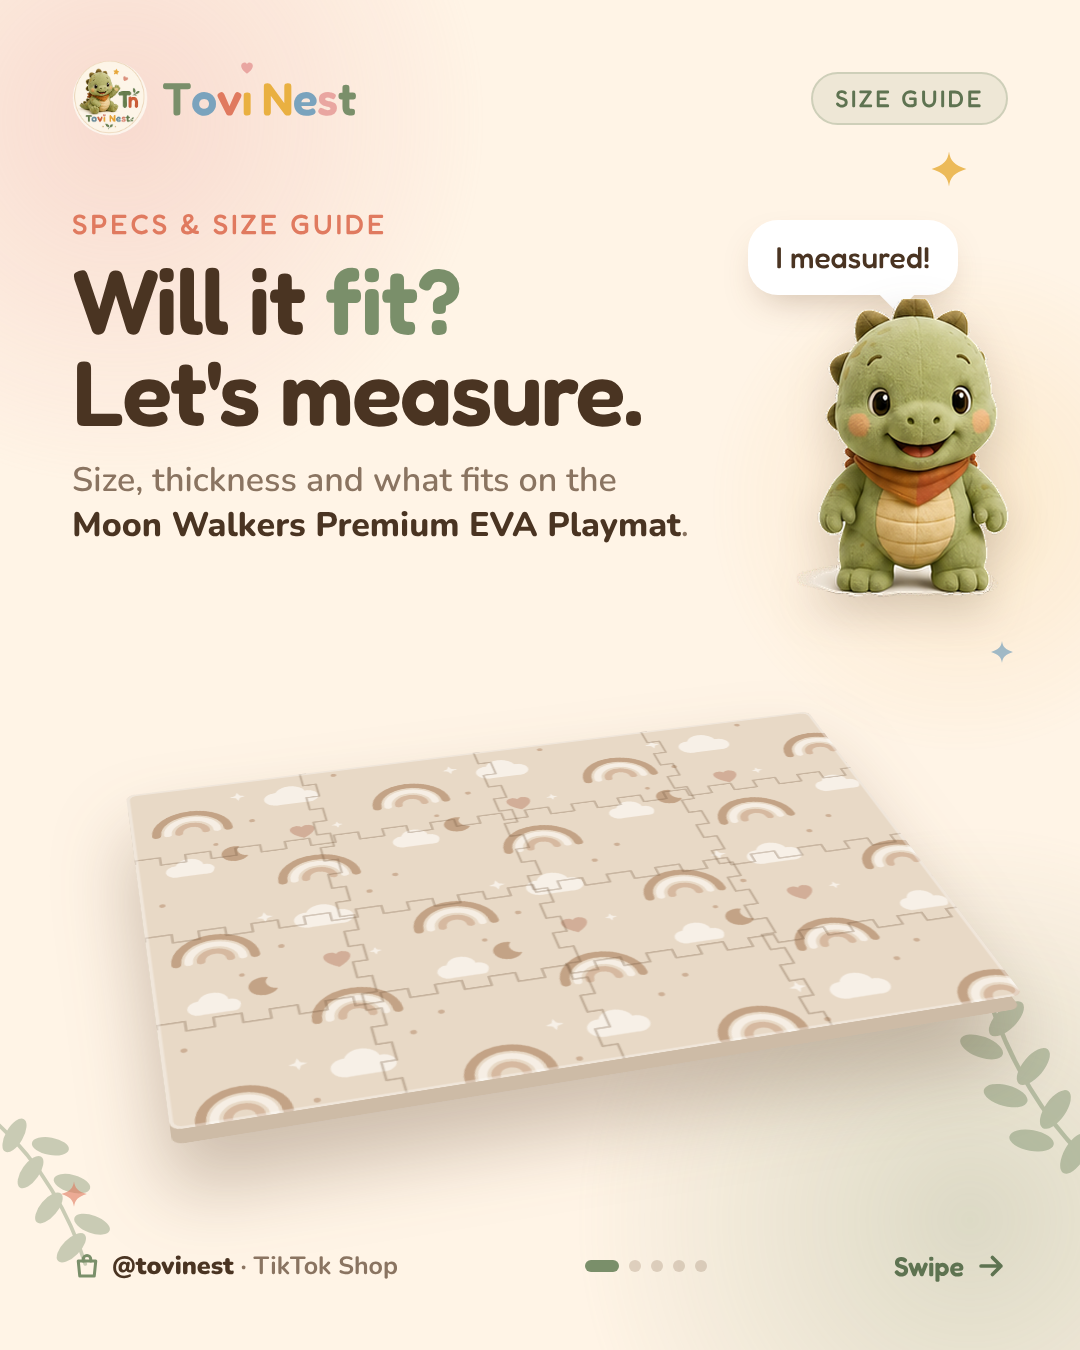 Tn
Tovi Nest
Tovi Nest
SIZE GUIDE
SPECS & SIZE GUIDE
I measured!
Will it fit?
Let's measure.
Size, thickness and what fits on the
Moon Walkers Premium EVA Playmat.
@tovinest · TikTok Shop
Swipe →